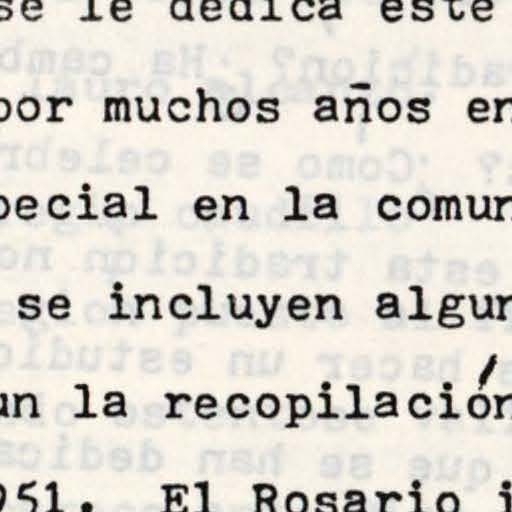 se le dedica este
por muchos años en
pecial en la comun
se incluyen algun
un la recopilación
951. El Rosario i